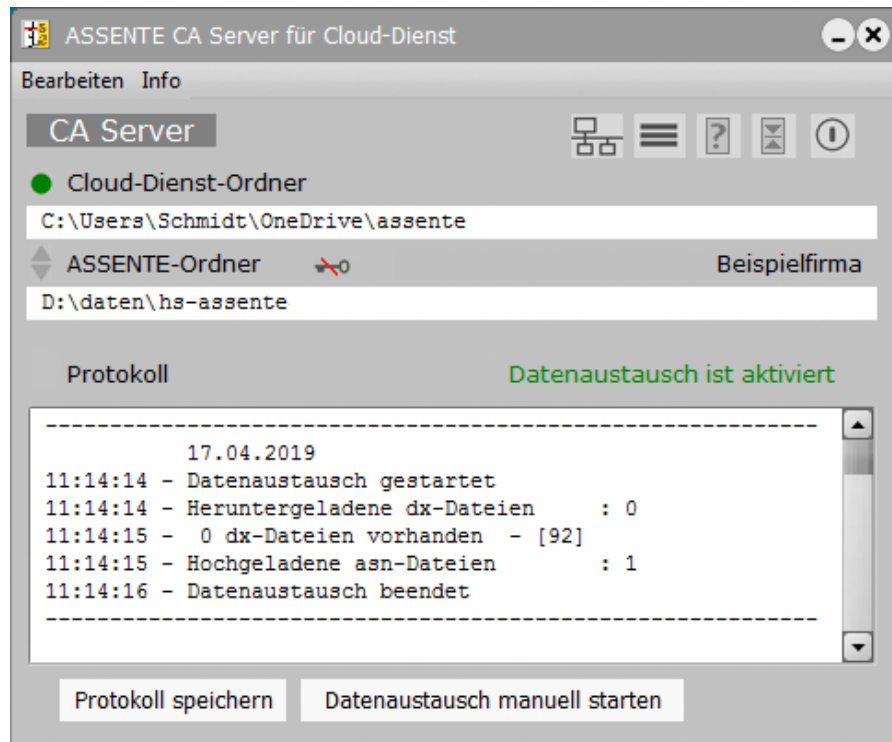 ASSENTE CA Server für Cloud-Dienst
Bearbeiten Info
CA Server
Cloud-Dienst-Ordner
C:\Users\Schmidt\OneDrive\assente
ASSENTE-Ordner Beispielfirma
D:\daten\hs-assente
Protokoll Datenaustausch ist aktiviert
------------------------------------------------------------
17.04.2019
11:14:14 - Datenaustausch gestartet
11:14:14 - Heruntergeladene dx-Dateien : 0
11:14:15 - 0 dx-Dateien vorhanden - [92]
11:14:15 - Hochgeladene asn-Dateien : 1
11:14:16 - Datenaustausch beendet
------------------------------------------------------------
Protokoll speichern Datenaustausch manuell starten